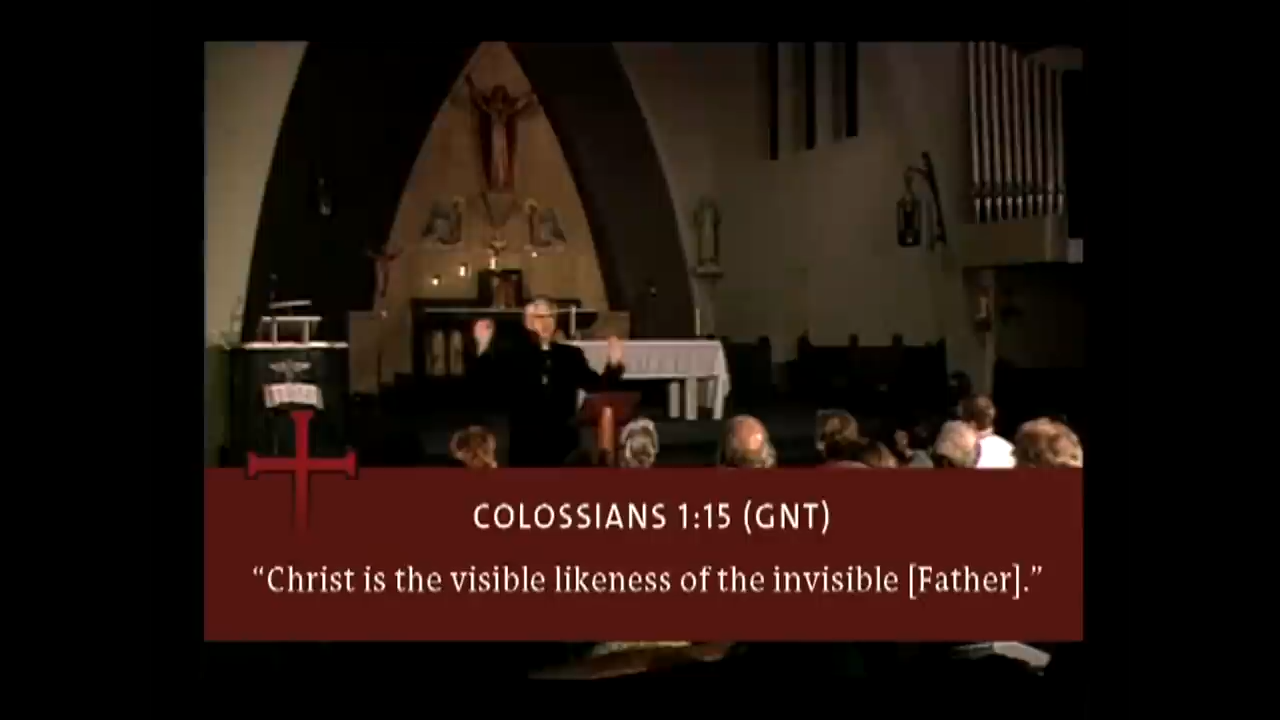 COLOSSIANS 1:15 (GNT)
“Christ is the visible likeness of the invisible [Father].”